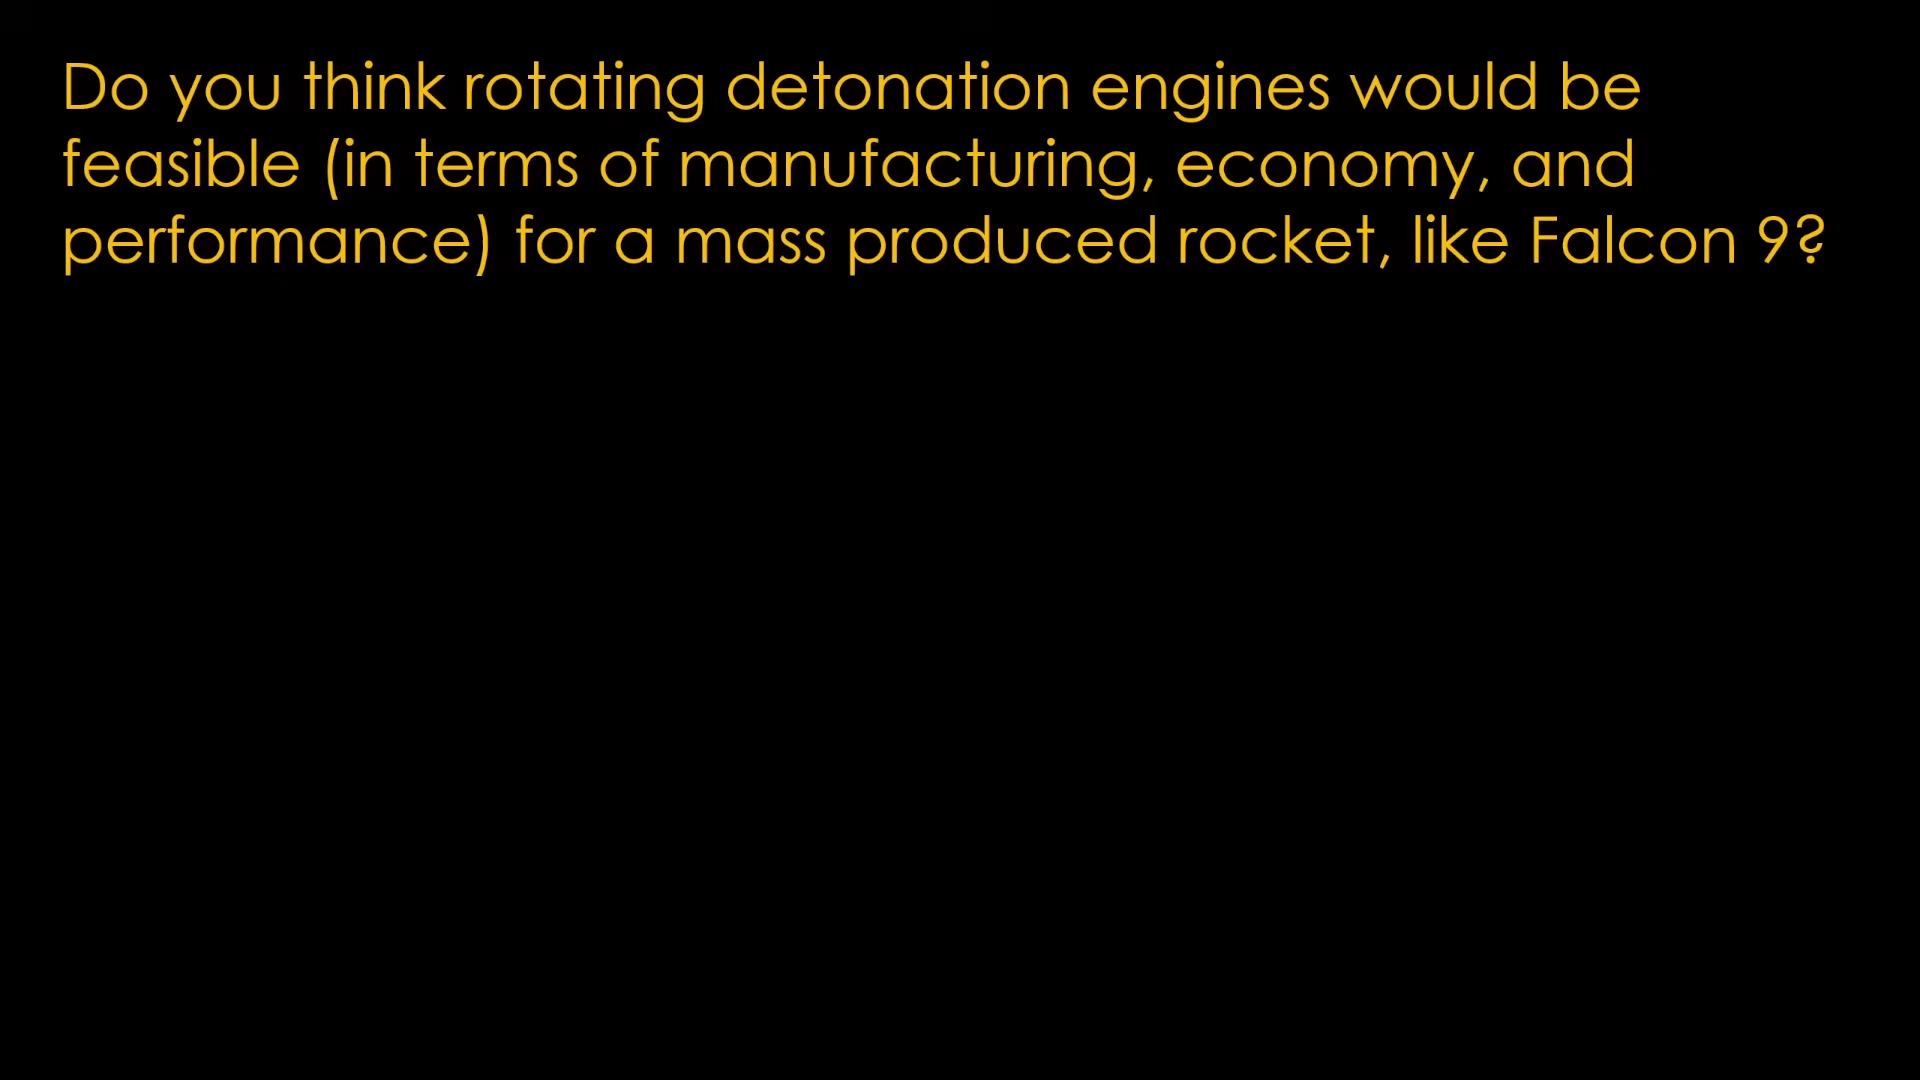 Do you think rotating detonation engines would be
feasible (in terms of manufacturing, economy, and
performance) for a mass produced rocket, like Falcon 9?